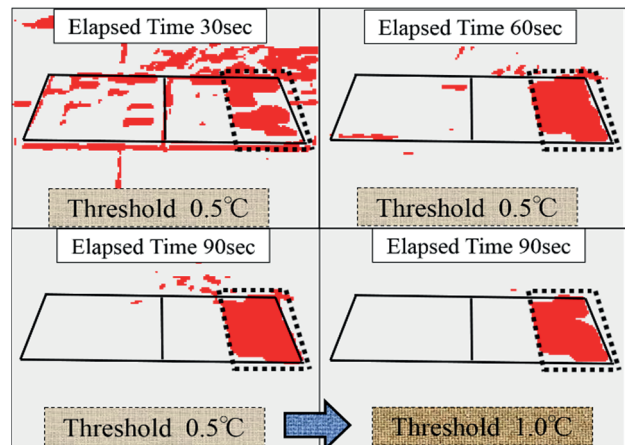 Elapsed Time 30sec
Elapsed Time 60sec
Threshold 0.5℃
Threshold 0.5℃
Elapsed Time 90sec
Elapsed Time 90sec
Threshold 0.5℃
Threshold 1.0℃